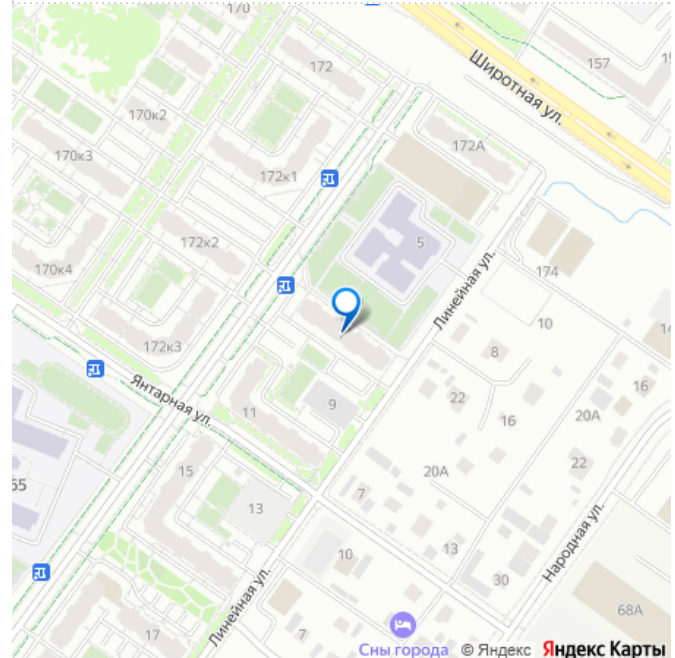 170
172
Широтная ул.
157
15
170к2
172А
170к3
172к1
5
172к2
Линейная ул.
170к4
174
10
14
172к3
8
16
Янтарная ул.
22
9
11
16
20А
15
20А
22
65
13
7
Народная ул.
10
13
30
68А
Линейная ул.
17
7
Сны города
© Яндекс Яндекс Карты